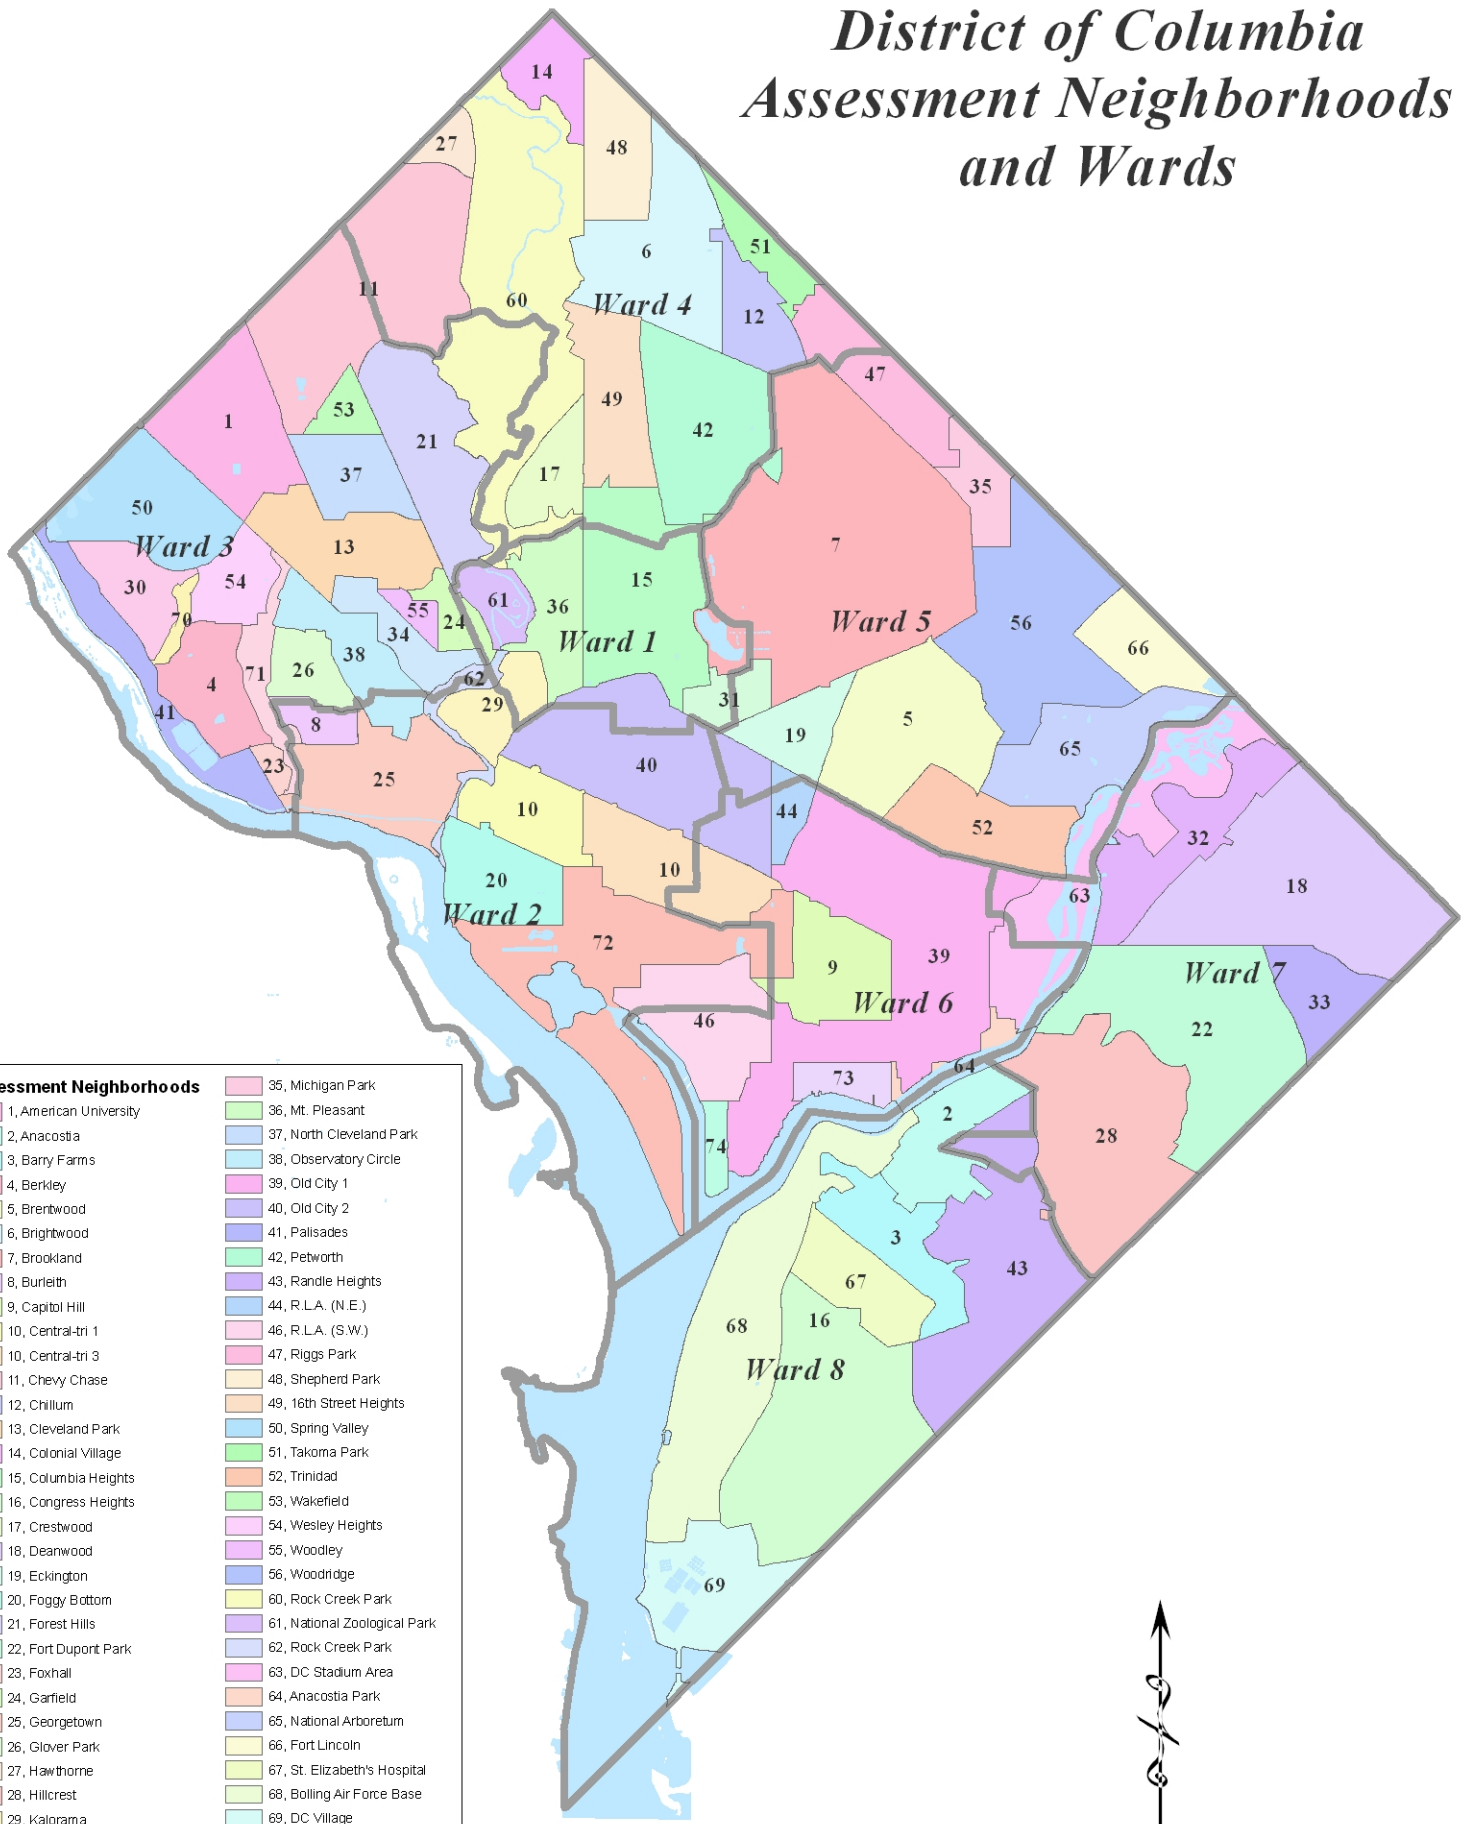 District of Columbia
Assessment Neighborhoods
and Wards
14
27
48
51
6
11
60
Ward 4
12
47
53
49
1
21
42
37
17
35
50
Ward 3
13
7
30
54
15
61
36
55
24
70
34
Ward 5
56
Ward 1
38
66
71
26
62
4
31
29
41
8
5
19
65
23
25
40
10
44
52
32
10
20
18
63
Ward 2
72
39
9
Ward 7
Ward 6
33
46
22
64
73
2
28
74
3
43
67
16
68
Ward 8
69
essment Neighborhoods
1, American University
2, Anacostia
3, Barry Farms
4, Berkley
5, Brentwood
6, Brightwood
7, Brookland
8, Burleith
9, Capitol Hill
10, Central-tri 1
10, Central-tri 3
11, Chevy Chase
12, Chillum
13, Cleveland Park
14, Colonial Village
15, Columbia Heights
16, Congress Heights
17, Crestwood
18, Deanwood
19, Eckington
20, Foggy Bottom
21, Forest Hills
22, Fort Dupont Park
23, Foxhall
24, Garfield
25, Georgetown
26, Glover Park
27, Hawthorne
28, Hillcrest
29, Kalorama
35, Michigan Park
36, Mt. Pleasant
37, North Cleveland Park
38, Observatory Circle
39, Old City 1
40, Old City 2
41, Palisades
42, Petworth
43, Randle Heights
44, R.L.A. (N.E.)
46, R.L.A. (S.W.)
47, Riggs Park
48, Shepherd Park
49, 16th Street Heights
50, Spring Valley
51, Takoma Park
52, Trinidad
53, Wakefield
54, Wesley Heights
55, Woodley
56, Woodridge
60, Rock Creek Park
61, National Zoological Park
62, Rock Creek Park
63, DC Stadium Area
64, Anacostia Park
65, National Arboretum
66, Fort Lincoln
67, St. Elizabeth's Hospital
68, Bolling Air Force Base
69, DC Village